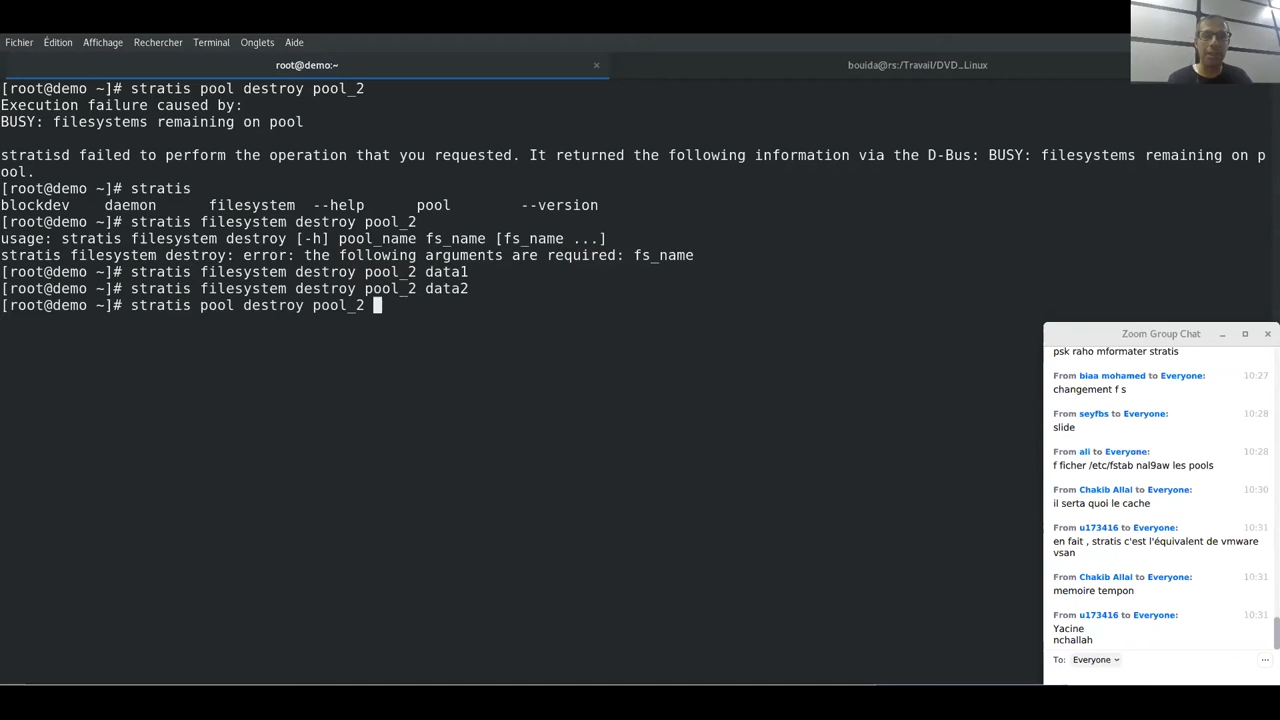 Fichier Édition Affichage Rechercher Terminal Onglets Aide
root@demo:~ × bouida@rs:/Travail/DVD_Linux
[root@demo ~]# stratis pool destroy pool_2
Execution failure caused by:
BUSY: filesystems remaining on pool
stratisd failed to perform the operation that you requested. It returned the following information via the D-Bus: BUSY: filesystems remaining on p
ool.
[root@demo ~]# stratis
blockdev daemon filesystem --help pool --version
[root@demo ~]# stratis filesystem destroy pool_2
usage: stratis filesystem destroy [-h] pool_name fs_name [fs_name ...]
stratis filesystem destroy: error: the following arguments are required: fs_name
[root@demo ~]# stratis filesystem destroy pool_2 data1
[root@demo ~]# stratis filesystem destroy pool_2 data2
[root@demo ~]# stratis pool destroy pool_2
Zoom Group Chat
psk raho mformater stratis
From biaa mohamed to Everyone: 10:27
changement f s
From seyfbs to Everyone: 10:28
slide
From ali to Everyone: 10:28
f ficher /etc/fstab nal9aw les pools
From Chakib Allal to Everyone: 10:30
il serta quoi le cache
From u173416 to Everyone: 10:31
en fait , stratis c'est l'équivalent de vmware
vsan
From Chakib Allal to Everyone: 10:31
memoire tempon
From u173416 to Everyone: 10:31
Yacine
nchallah
To: Everyone